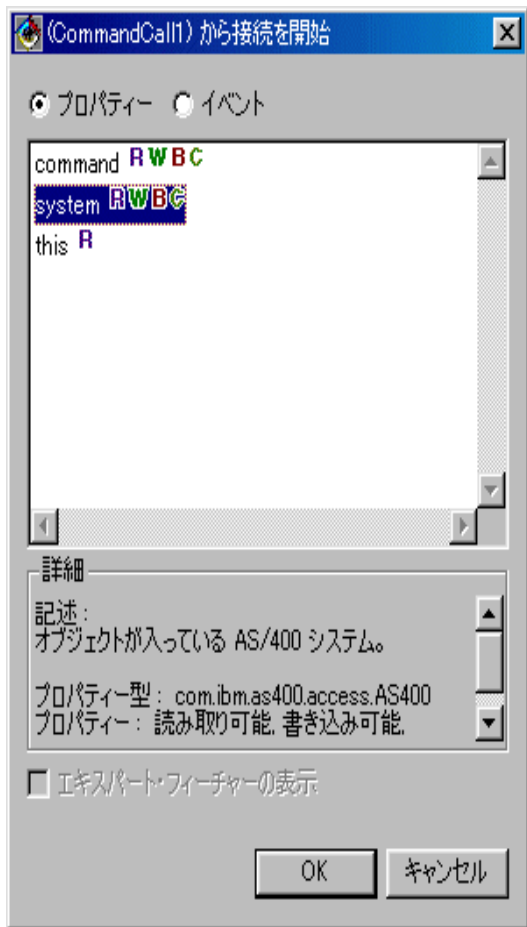 (CommandCall1) から接続を開始
プロパティー イベント
command R W B C
system R W B C
this R
詳細
記述 :
オブジェクトが入っている AS/400 システム。
プロパティー型 : com.ibm.as400.access.AS400
プロパティー : 読み取り可能, 書き込み可能,
エキスパート・フィーチャーの表示
OK キャンセル